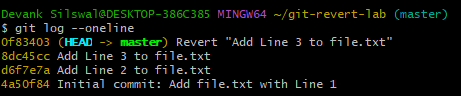 Devank Silswal@DESKTOP-386C385 MINGW64 ~/git-revert-lab (master)
$ git log --oneline
0f83403 (HEAD -> master) Revert "Add Line 3 to file.txt"
8dc45cc Add Line 3 to file.txt
d6f7e7a Add Line 2 to file.txt
4a50f84 Initial commit: Add file.txt with Line 1